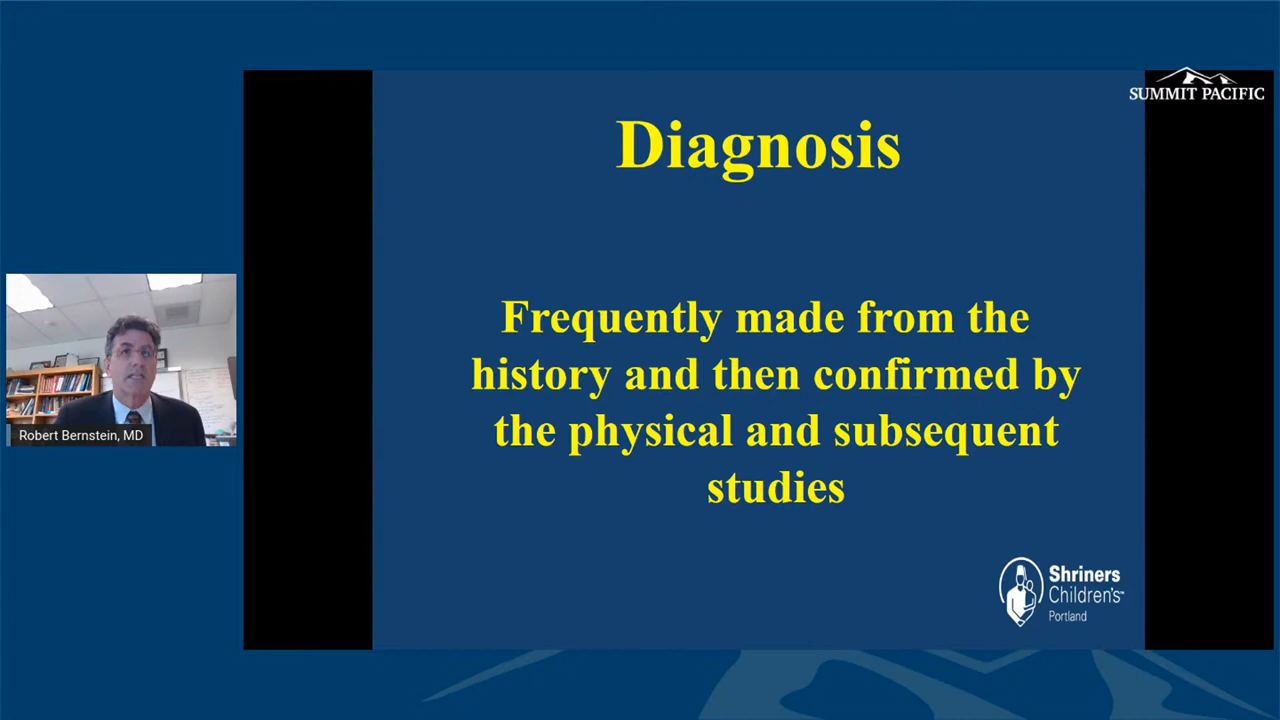 SUMMIT PACIFIC
Diagnosis
Frequently made from the
history and then confirmed by
the physical and subsequent
studies
Robert Bernstein, MD
Shriners
Children's™
Portland